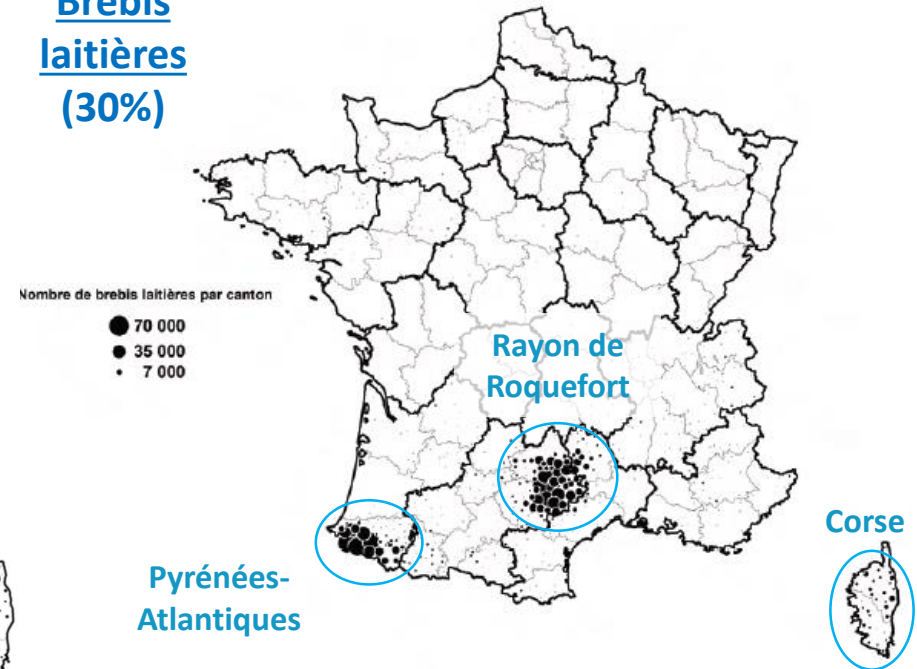 Brebis
laitières
(30%)
Nombre de brebis laitières par canton
70 000
35 000
7 000
Rayon de
Roquefort
Corse
Pyrénées-
Atlantiques